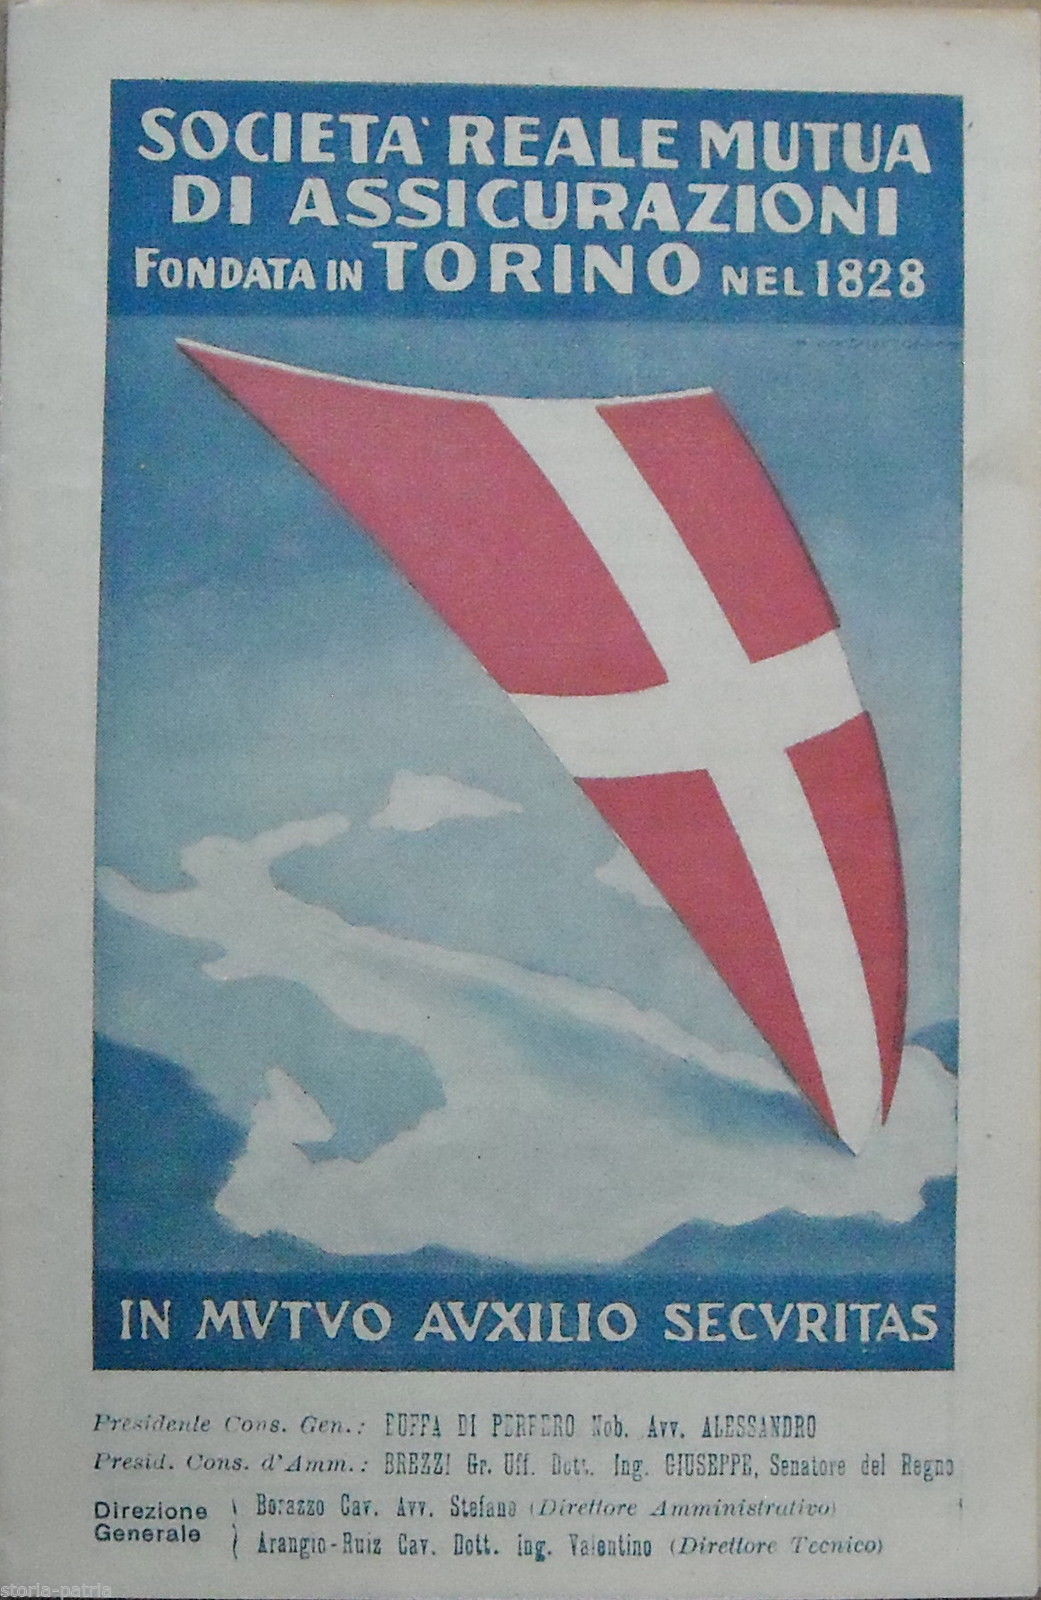 SOCIETA' REALE MUTUA
DI ASSICURAZIONI
FONDATA IN TORINO NEL 1828
IN MVTVO AVXILIO SECVRITAS
Presidente Cons. Gen.: BUFFA DI PERRERO Nob. Avv. ALESSANDRO
Presid. Cons. d'Amm.: BREZZI Gr. Uff. Dott. Ing. GIUSEPPE, Senatore del Regno
Direzione Generale
Borazzo Cav. Avv. Stefano (Direttore Amministrativo)
Arangio-Ruiz Cav. Dott. Ing. Valentino (Direttore Tecnico)
storia-patria